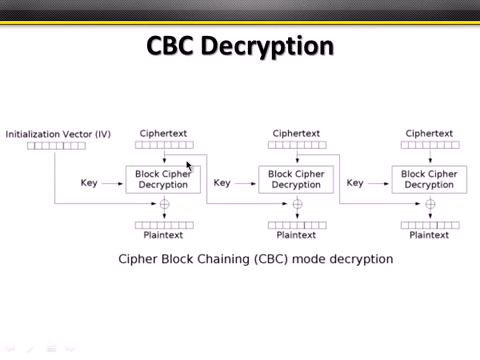 CBC Decryption
Initialization Vector (IV)
Ciphertext
Ciphertext
Ciphertext
Key
Block Cipher
Decryption
Key
Block Cipher
Decryption
Key
Block Cipher
Decryption
Plaintext
Plaintext
Plaintext
Cipher Block Chaining (CBC) mode decryption